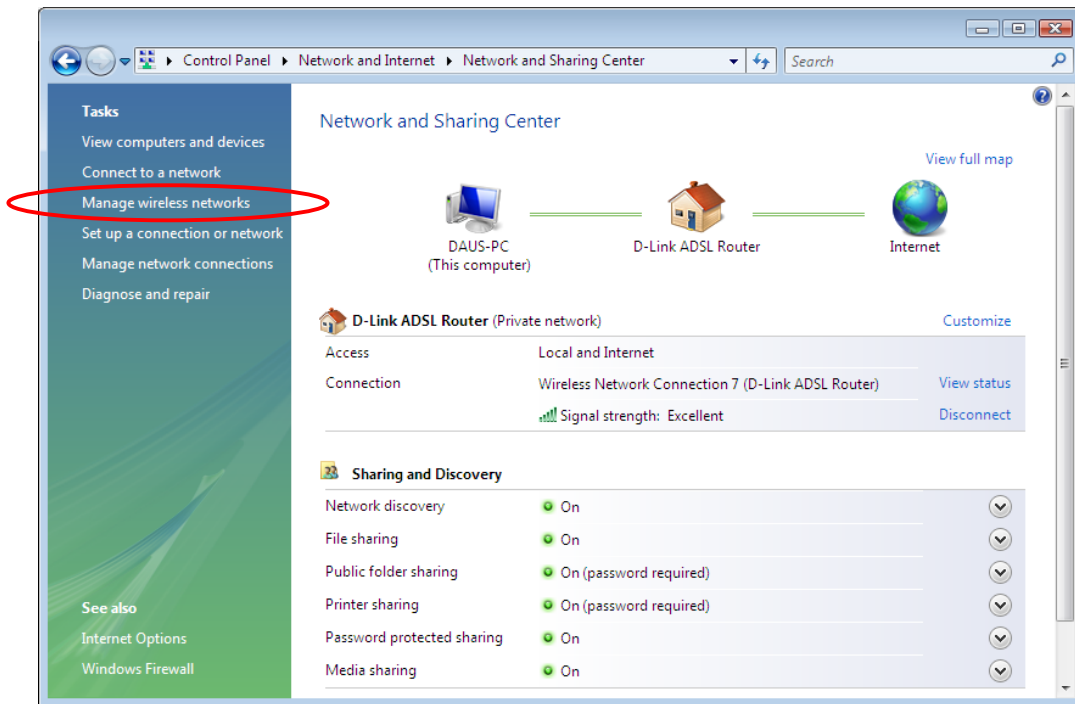 Control Panel ▸ Network and Internet ▸ Network and Sharing Center
Search
Tasks
View computers and devices
Connect to a network
Manage wireless networks
Set up a connection or network
Manage network connections
Diagnose and repair
See also
Internet Options
Windows Firewall
Network and Sharing Center
View full map
DAUS-PC
(This computer)
D-Link ADSL Router
Internet
D-Link ADSL Router (Private network)
Customize
Access Local and Internet
Connection Wireless Network Connection 7 (D-Link ADSL Router) View status
Signal strength: Excellent Disconnect
Sharing and Discovery
Network discovery On
File sharing On
Public folder sharing On (password required)
Printer sharing On (password required)
Password protected sharing On
Media sharing On